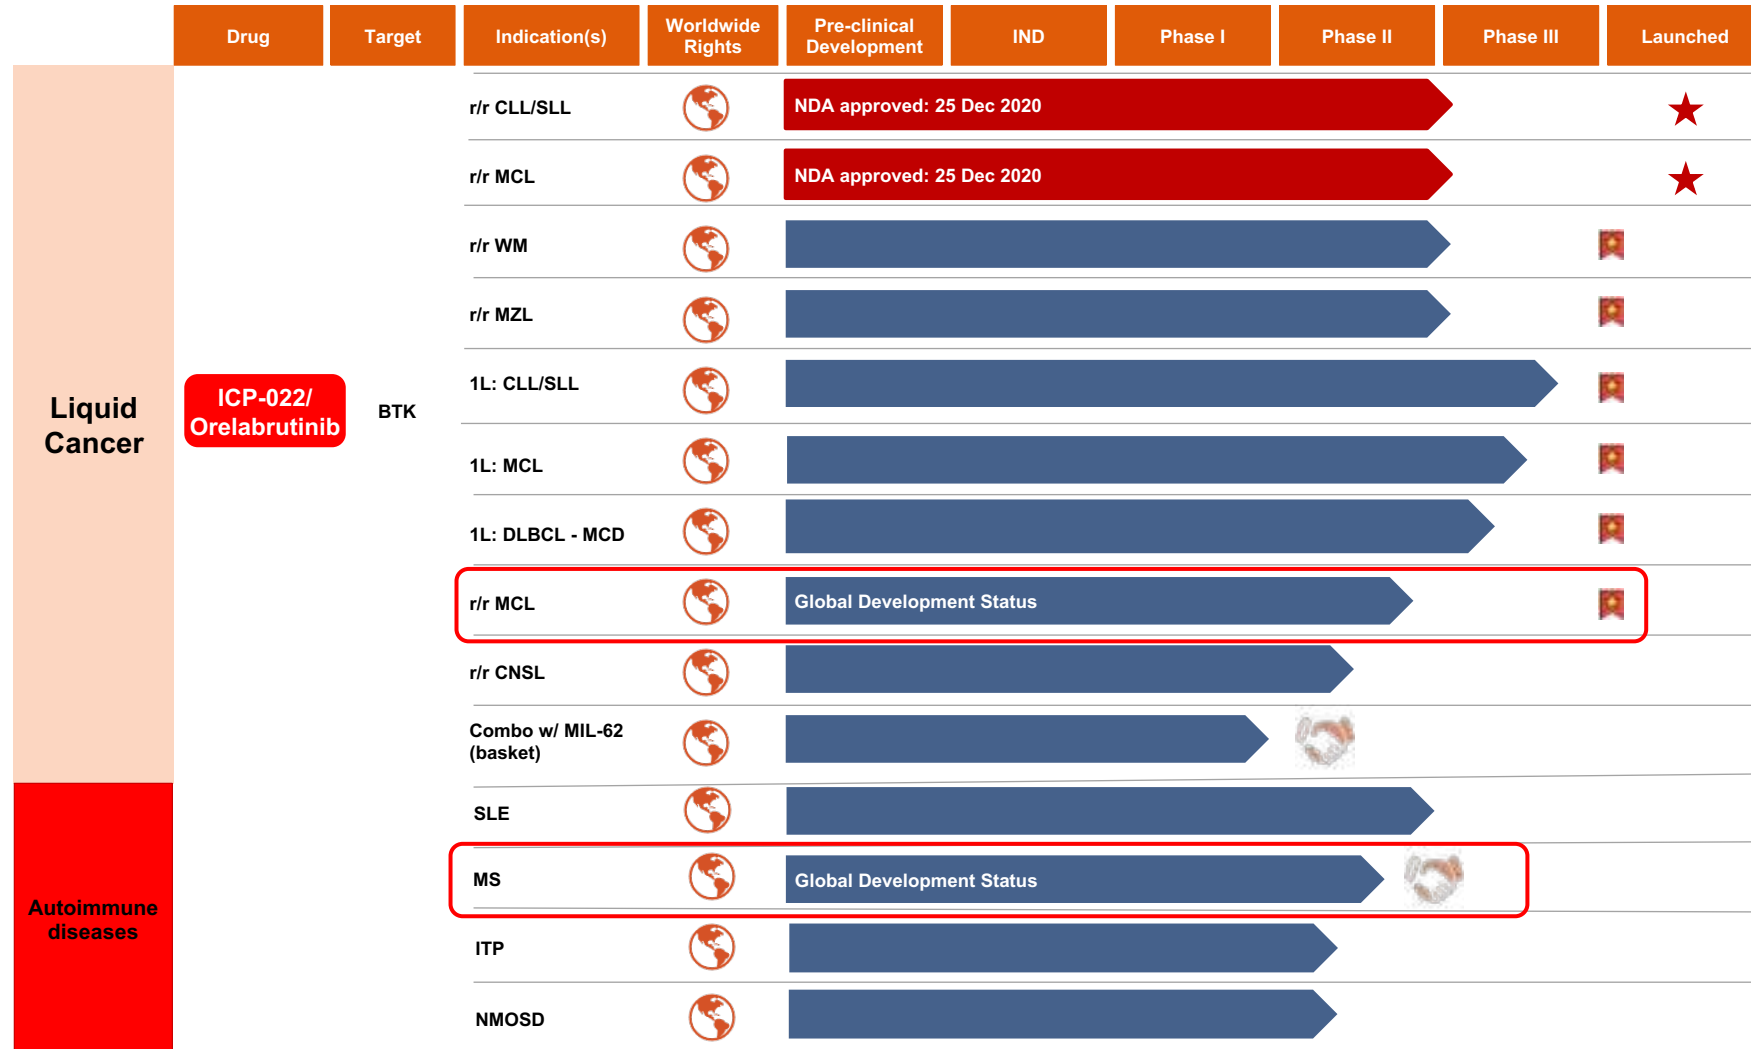 Drug
Target
Indication(s)
Worldwide
Rights
Pre-clinical
Development
IND
Phase I
Phase II
Phase III
Launched
Liquid
Cancer
ICP-022/
Orelabrutinib
BTK
r/r CLL/SLL
NDA approved: 25 Dec 2020
r/r MCL
NDA approved: 25 Dec 2020
r/r WM
r/r MZL
1L: CLL/SLL
1L: MCL
1L: DLBCL - MCD
r/r MCL
Global Development Status
r/r CNSL
Combo w/ MIL-62
(basket)
Autoimmune
diseases
SLE
MS
Global Development Status
ITP
NMOSD